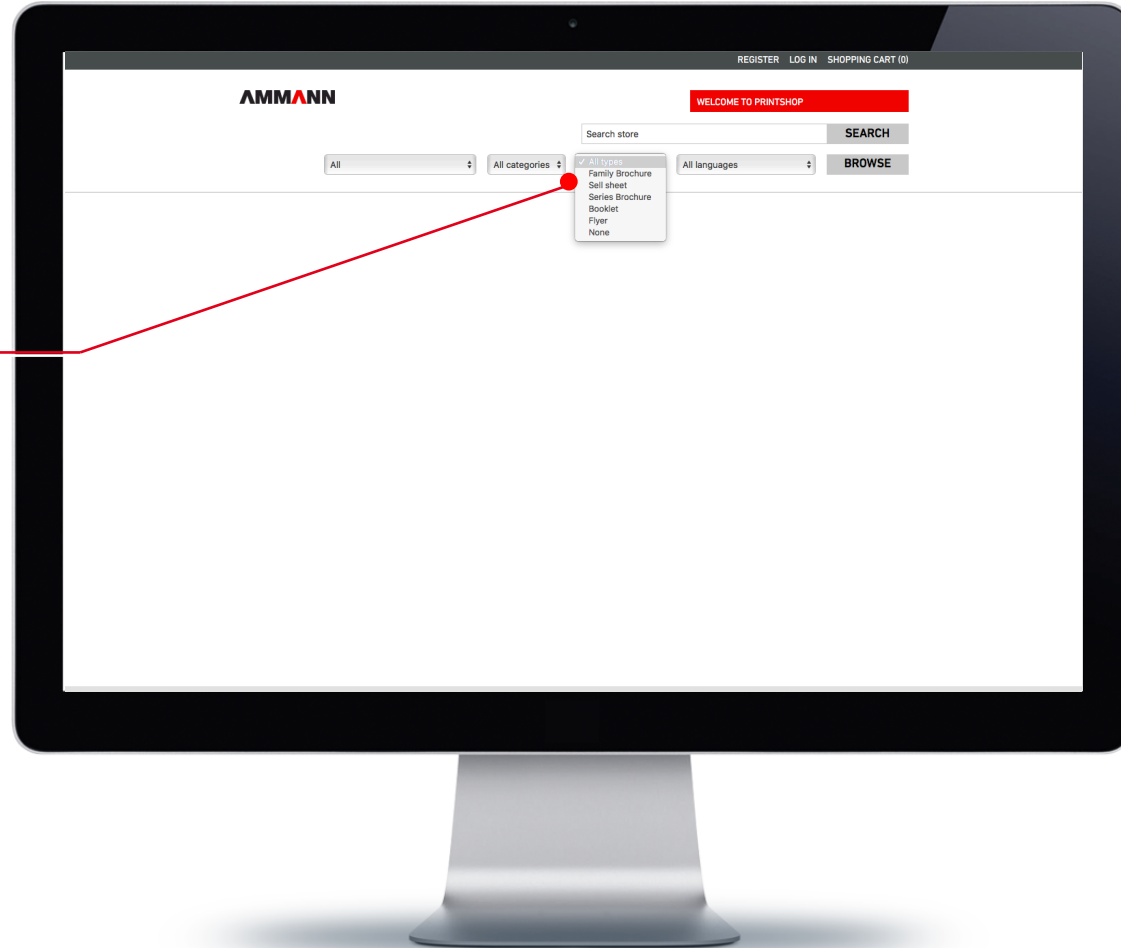 REGISTER LOG IN SHOPPING CART (0)
AMMANN
WELCOME TO PRINTSHOP
Search store SEARCH
All All categories ✓ All types All languages BROWSE
Family Brochure
Sell sheet
Series Brochure
Booklet
Flyer
None